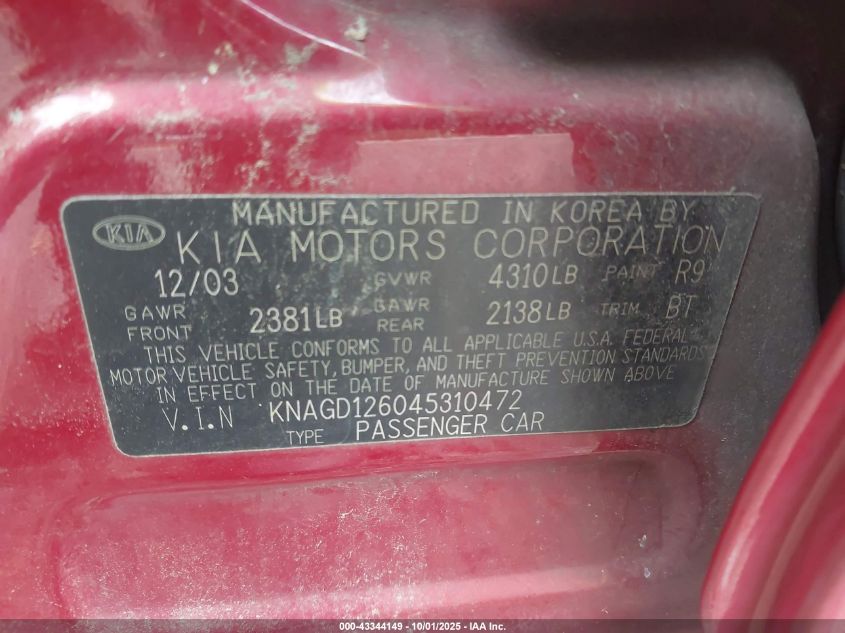 MANUFACTURED IN KOREA BY
KIA KIA MOTORS CORPORATION
12/03 GVWR 4310LB PAINT R9
GAWR FRONT 2381LB GAWR REAR 2138LB TRIM BT
THIS VEHICLE CONFORMS TO ALL APPLICABLE U.S.A. FEDERAL
MOTOR VEHICLE SAFETY, BUMPER, AND THEFT PREVENTION STANDARDS
IN EFFECT ON THE DATE OF MANUFACTURE SHOWN ABOVE
V.I.N KNAGD126045310472
TYPE PASSENGER CAR
000-43344149 - 10/01/2025 - IAA Inc.